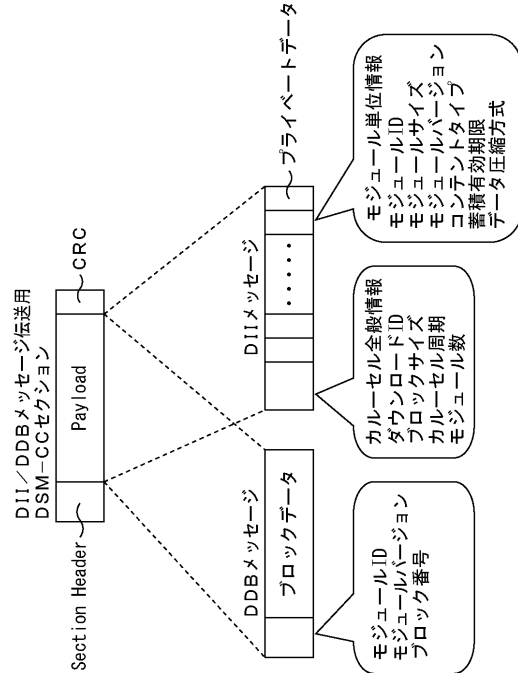 DII/DDBメッセージ伝送用
DSM-CCセクション
Section Header
Payload
CRC
DDBメッセージ
ブロックデータ
DIIメッセージ
・・・・・
プライベートデータ
モジュールID
モジュールバージョン
ブロック番号
カルーセル全般情報
ダウンロードID
ブロックサイズ
カルーセル周期
モジュール数
モジュール単位情報
モジュールID
モジュールサイズ
モジュールバージョン
コンテントタイプ
蓄積有効期限
データ圧縮方式